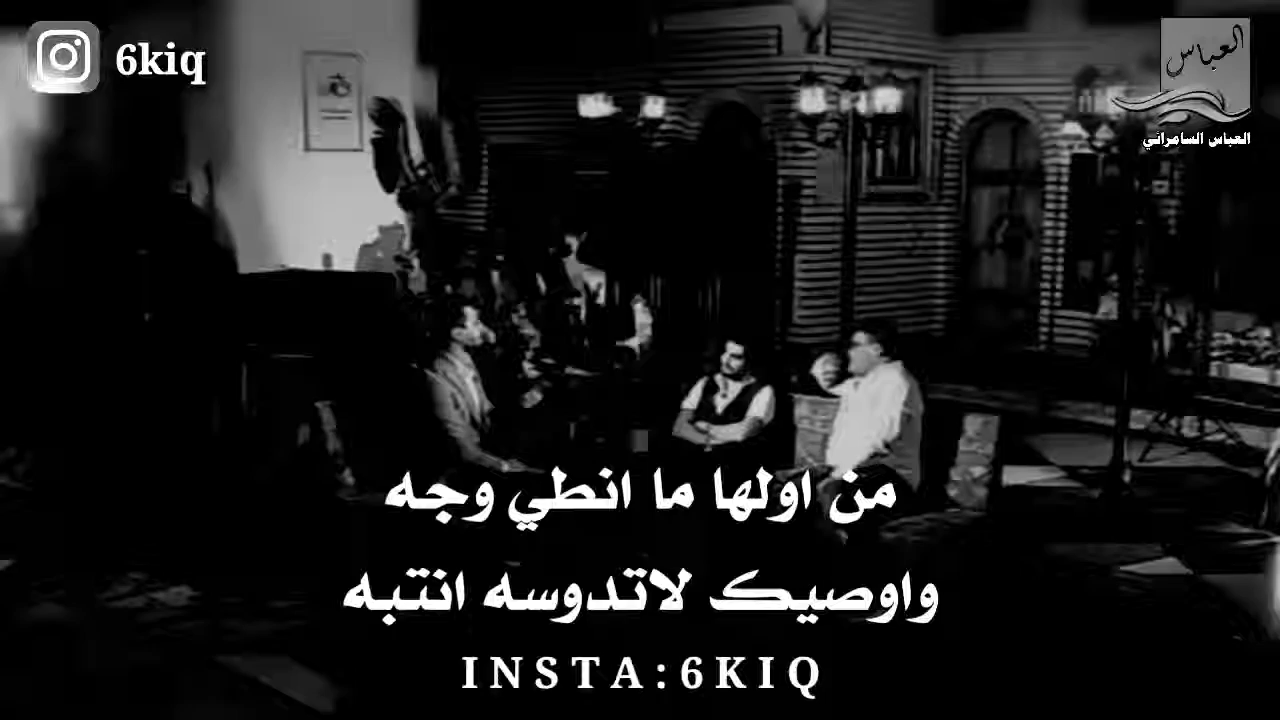 6kiq
العباس
العباس السامرائي
من اولها ما انطي وجه
واوصيك لاتدوسه انتبه
INSTA:6KIQ